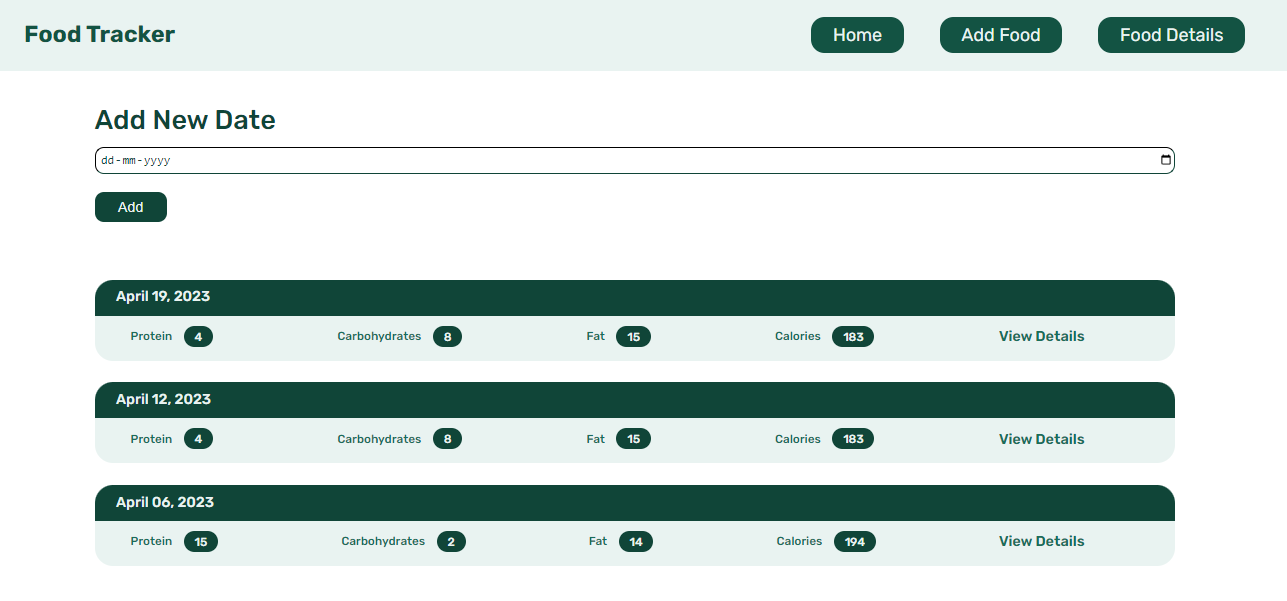 Food Tracker Home Add Food Food Details
Add New Date
dd-mm-yyyy
Add
April 19, 2023
Protein 4 Carbohydrates 8 Fat 15 Calories 183 View Details
April 12, 2023
Protein 4 Carbohydrates 8 Fat 15 Calories 183 View Details
April 06, 2023
Protein 15 Carbohydrates 2 Fat 14 Calories 194 View Details